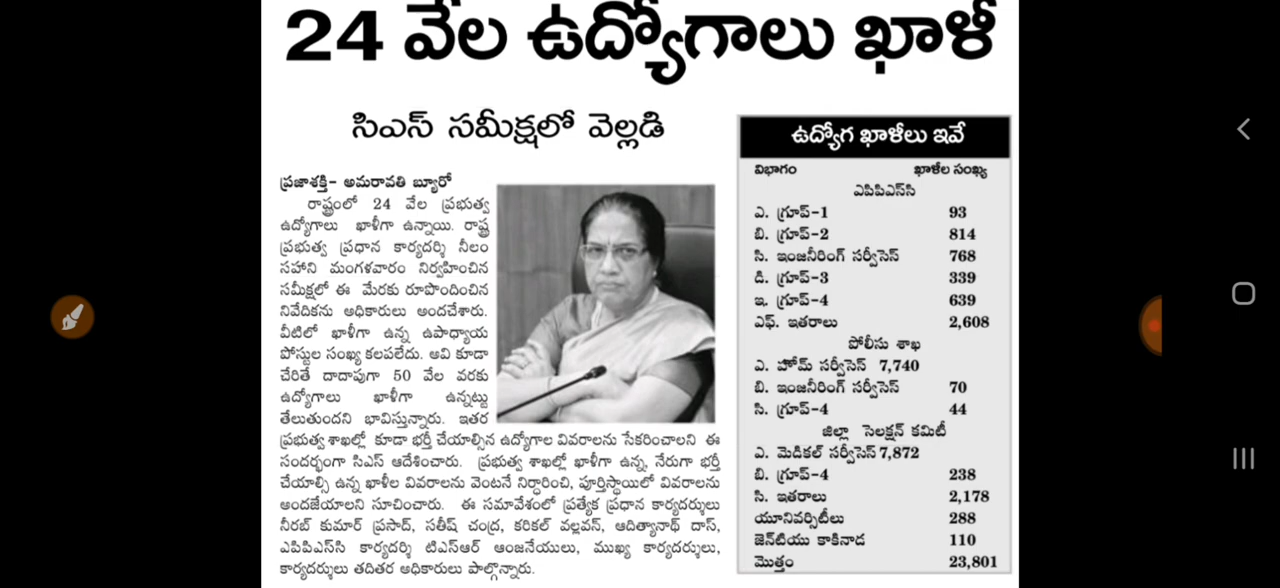 24 వేల ఉద్యోగాలు ఖాళీ
సిఎస్ సమీక్షలో వెల్లడి
ప్రజాశక్తి- అమరావతి బ్యూరో
రాష్ట్రంలో 24 వేల ప్రభుత్వ
ఉద్యోగాలు ఖాళీగా ఉన్నాయి. రాష్ట్ర
ప్రభుత్వ ప్రధాన కార్యదర్శి నీలం
సహాని మంగళవారం నిర్వహించిన
సమీక్షలో ఈ మేరకు రూపొందించిన
నివేదికను అధికారులు అందచేశారు.
వీటిలో ఖాళీగా ఉన్న ఉపాధ్యాయ
పోస్టుల సంఖ్య కలపలేదు. అవి కూడా
చేరితే దాదాపుగా 50 వేల వరకు
ఉద్యోగాలు ఖాళీగా ఉన్నట్టు
తేలుతుందని భావిస్తున్నారు. ఇతర
ప్రభుత్వ శాఖల్లో కూడా భర్తీ చేయాల్సిన ఉద్యోగాల వివరాలను సేకరించాలని ఈ
సందర్భంగా సిఎస్ ఆదేశించారు. ప్రభుత్వ శాఖల్లో ఖాళీగా ఉన్న, నేరుగా భర్తీ
చేయాల్సి ఉన్న ఖాళీల వివరాలను వెంటనే నిర్ధారించి, పూర్తిస్థాయిలో వివరాలను
అందజేయాలని సూచించారు. ఈ సమావేశంలో ప్రత్యేక ప్రధాన కార్యదర్శులు
నీరబ్ కుమార్ ప్రసాద్, సతీష్ చంద్ర, కరికల్ వల్లవన్, ఆదిత్యానాథ్ దాస్,
ఎపిపిఎస్‌సి కార్యదర్శి టిఎస్ఆర్ ఆంజనేయులు, ముఖ్య కార్యదర్శులు,
కార్యదర్శులు తదితర అధికారులు పాల్గొన్నారు.
ఉద్యోగ ఖాళీలు ఇవే
విభాగం ఖాళీల సంఖ్య
ఎపిపిఎస్‌సి
ఎ. గ్రూప్-1 93
బి. గ్రూప్-2 814
సి. ఇంజనీరింగ్ సర్వీసెస్ 768
డి. గ్రూప్-3 339
ఇ. గ్రూప్-4 639
ఎఫ్. ఇతరాలు 2,608
పోలీసు శాఖ
ఎ. హోమ్ సర్వీసెస్ 7,740
బి. ఇంజనీరింగ్ సర్వీసెస్ 70
సి. గ్రూప్-4 44
జిల్లా సెలక్షన్ కమిటీ
ఎ. మెడికల్ సర్వీసెస్ 7,872
బి. గ్రూప్-4 238
సి. ఇతరాలు 2,178
యూనివర్సిటీలు 288
జెన్‌టియు కాకినాడ 110
మొత్తం 23,801